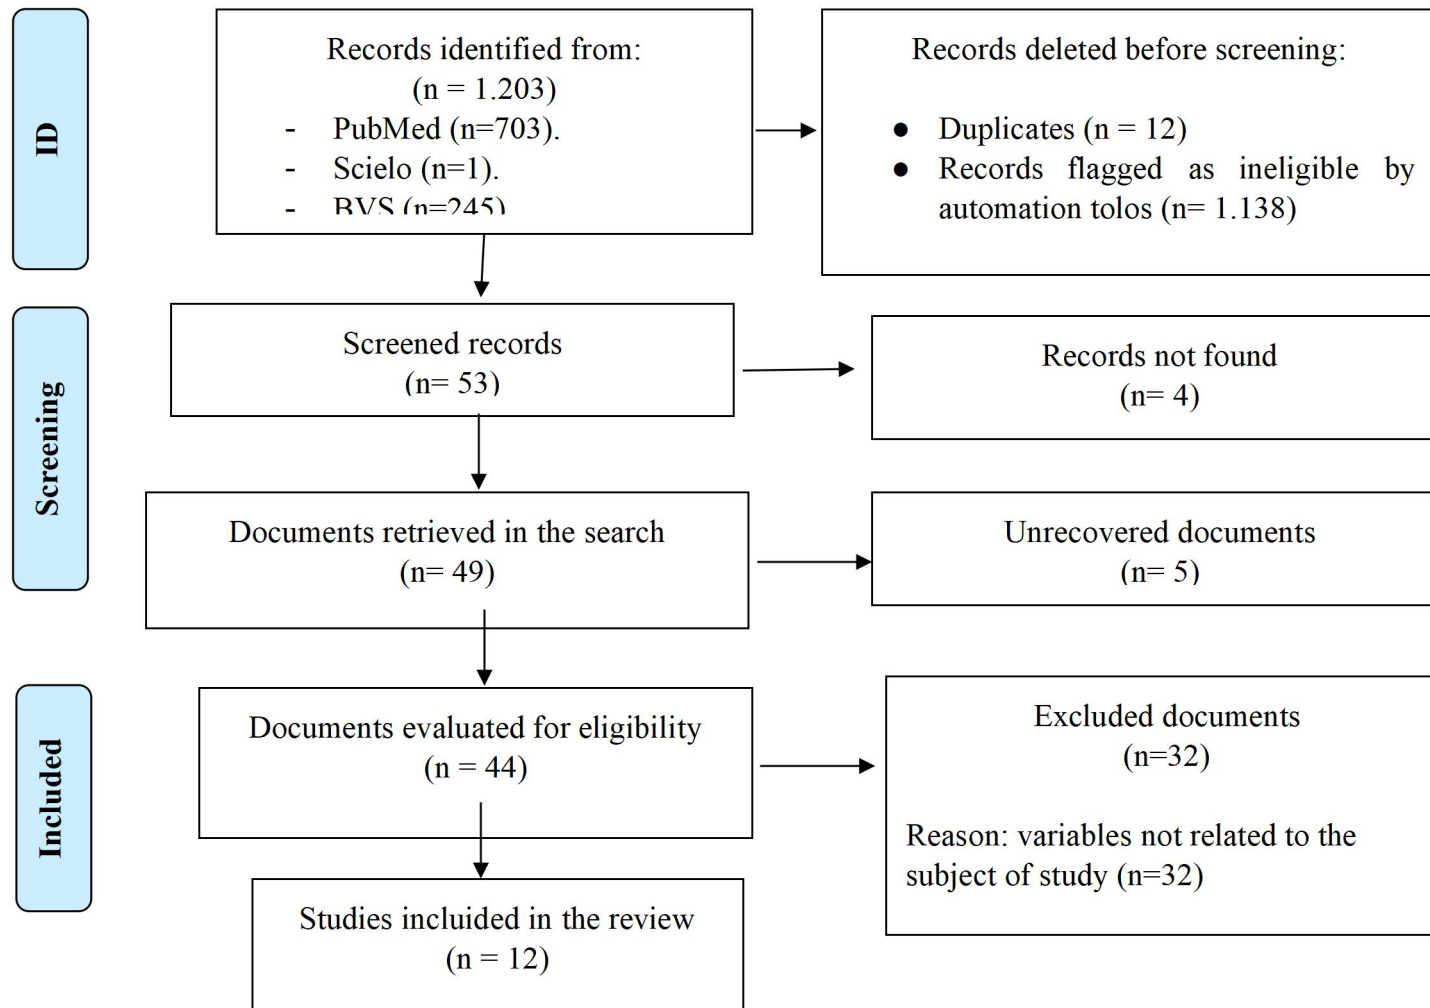 ID
Records identified from:
(n = 1.203)
- PubMed (n=703).
- Scielo (n=1).
- BVS (n=245)
Records deleted before screening:
● Duplicates (n = 12)
● Records flagged as ineligible by
automation tolos (n= 1.138)
Screening
Screened records
(n= 53)
Records not found
(n= 4)
Documents retrieved in the search
(n= 49)
Unrecovered documents
(n= 5)
Included
Documents evaluated for eligibility
(n = 44)
Excluded documents
(n=32)
Reason: variables not related to the
subject of study (n=32)
Studies incluided in the review
(n = 12)